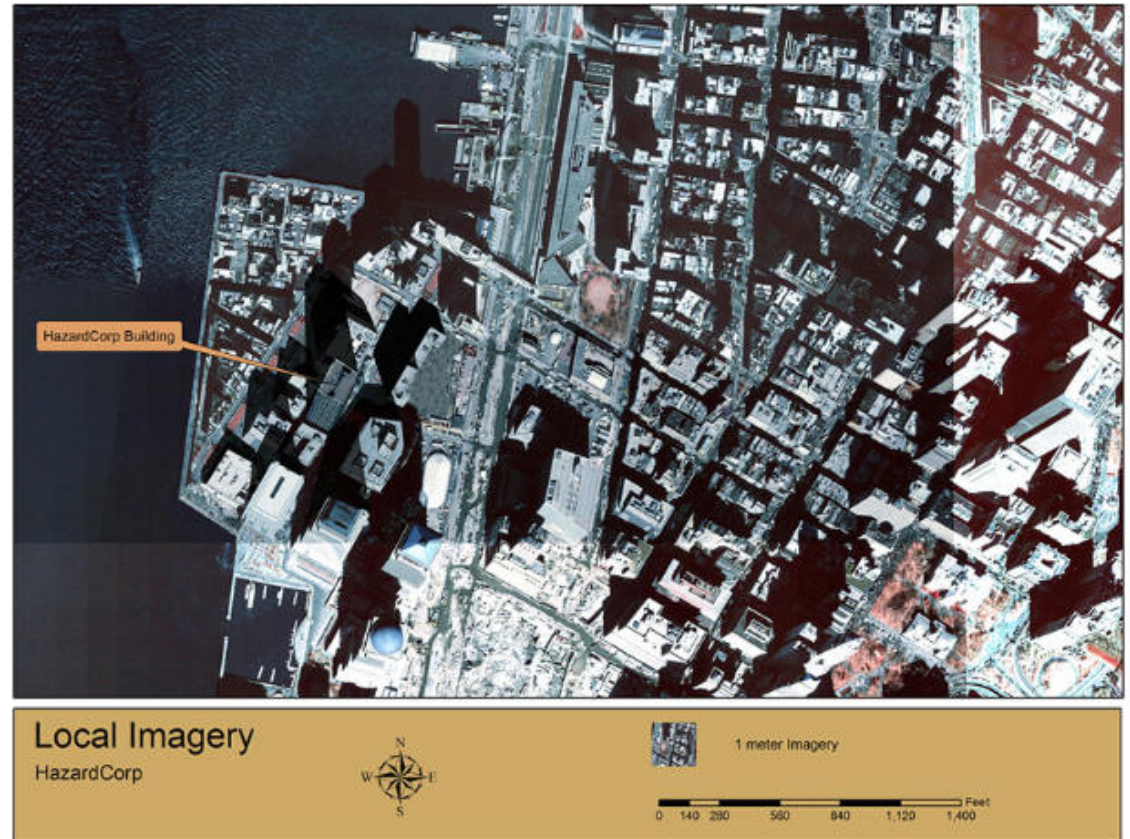 HazardCorp Building
Local Imagery
HazardCorp
N
W E
S
1 meter Imagery
Feet
0 140 280 560 840 1,120 1,400